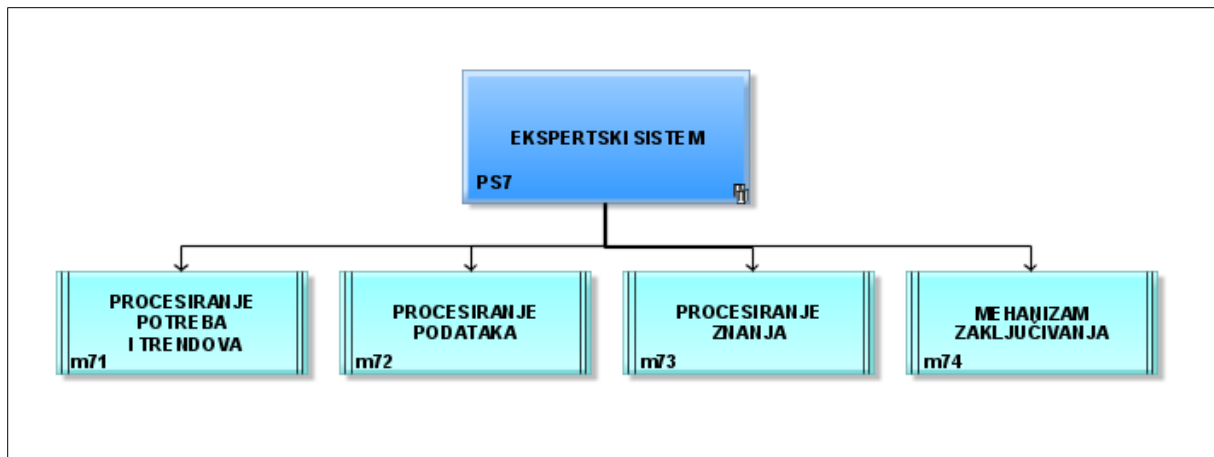 EKSPERTSKI SISTEM
PS7
PROCESIRANJE
POTREBA
I TRENDOVA
m71
PROCESIRANJE
PODATAKA
m72
PROCESIRANJE
ZNANJA
m73
MEHANIZAM
ZAKLJUČIVANJA
m74